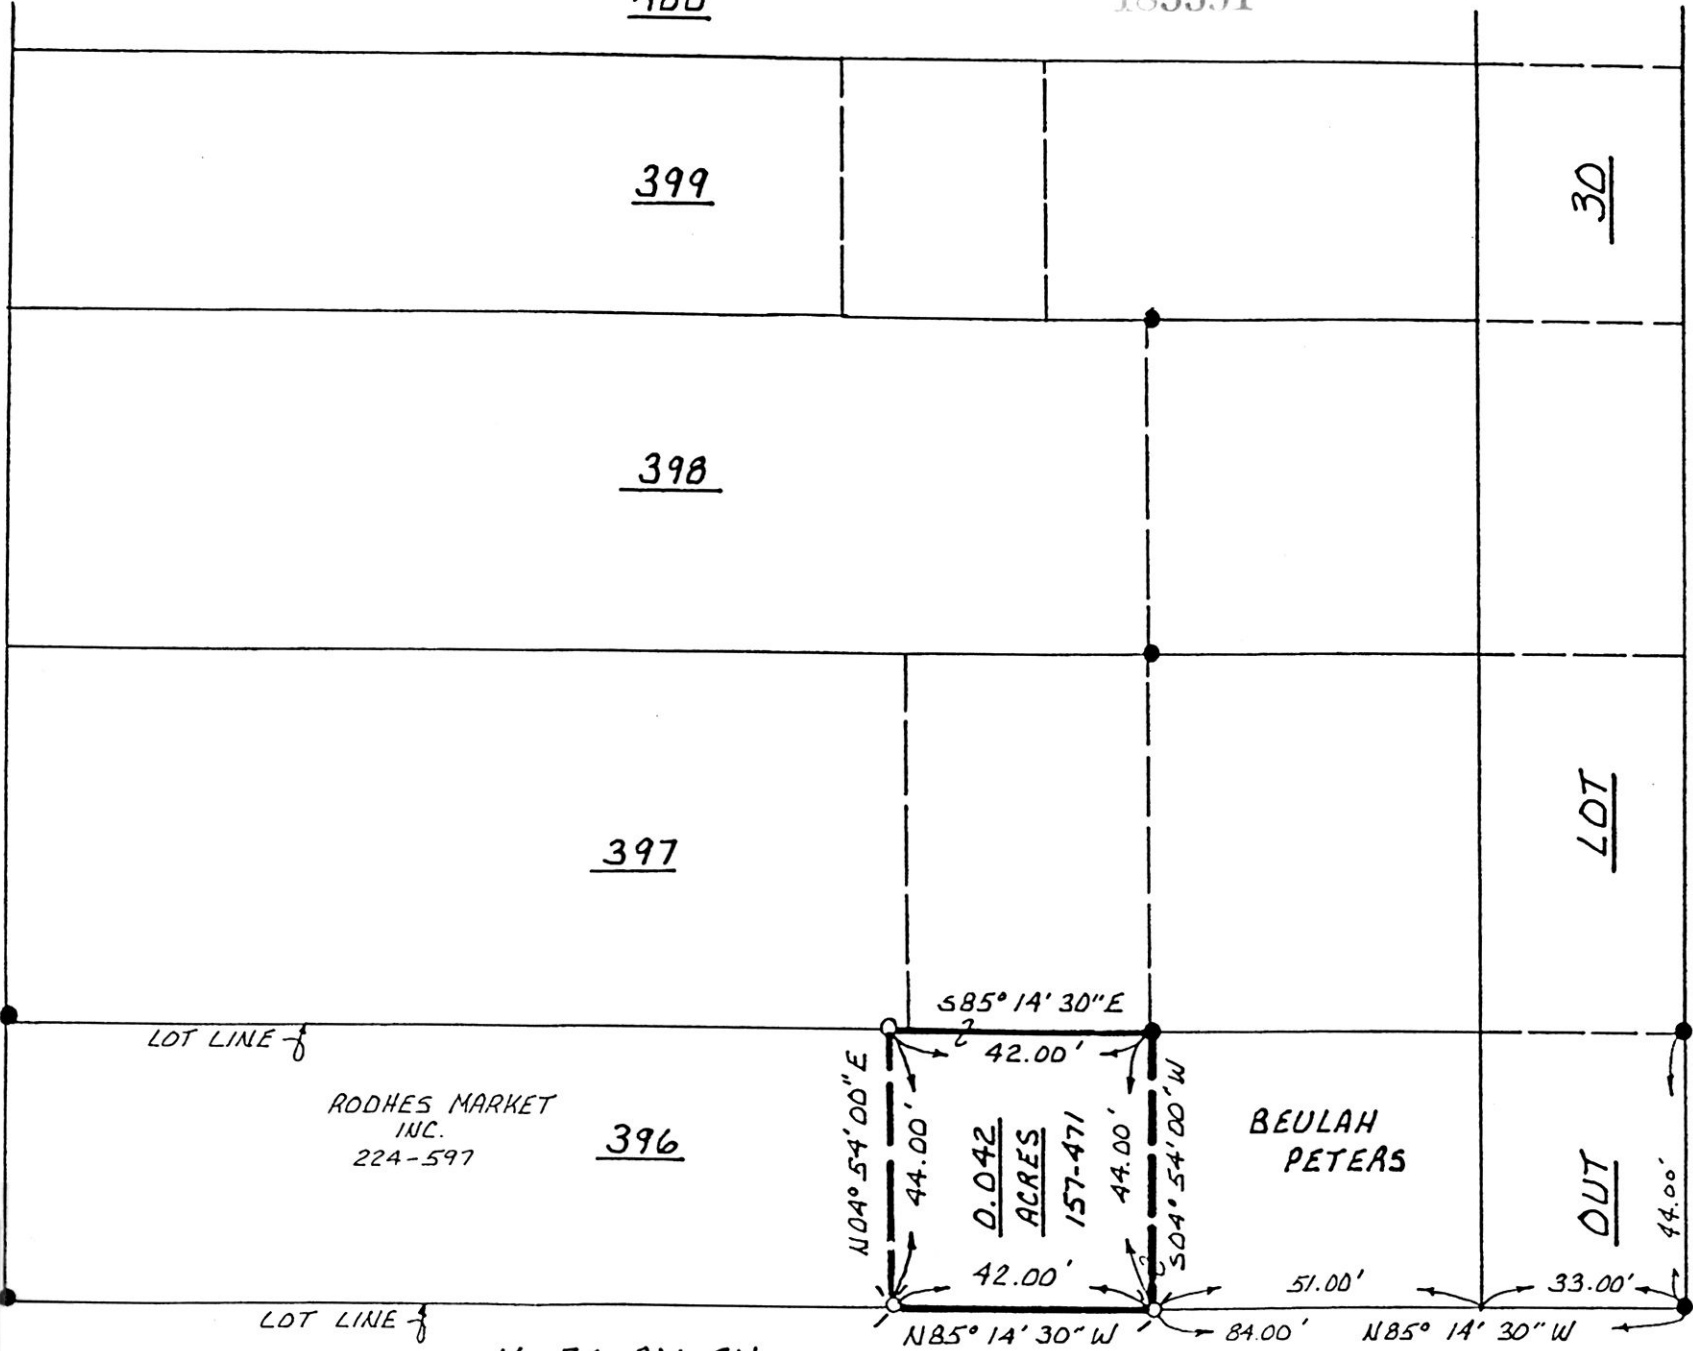 399
30
398
397
LOT
S85° 14' 30" E
42.00'
LOT LINE
N04° 54' 00" E
44.00'
0.042
ACRES
157-471
44.00'
S04° 54' 00" W
RODHES MARKET
INC.
224-597
396
BEULAH
PETERS
OUT
44.00'
42.00'
51.00'
33.00'
LOT LINE
N85° 14' 30" W
84.00'
N85° 14' 30" W